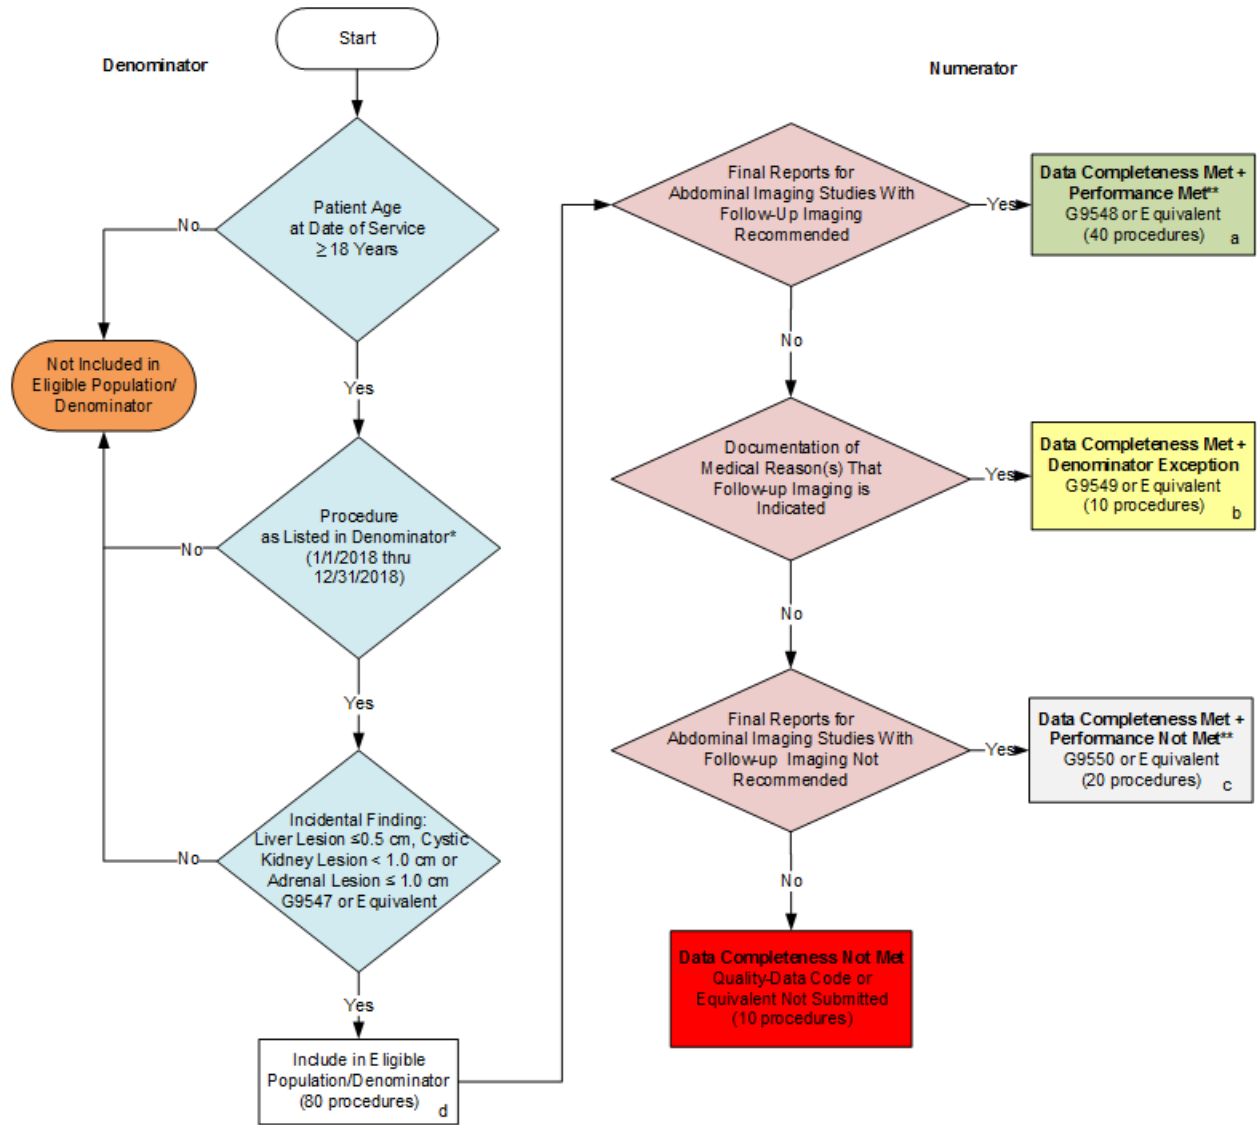 Start
Denominator
Patient Age
at Date of Service
≥ 18 Years
No
Not Included in
Eligible Population/
Denominator
Yes
Procedure
as Listed in Denominator*
(1/1/2018 thru
12/31/2018)
No
Yes
Incidental Finding:
Liver Lesion ≤0.5 cm, Cystic
Kidney Lesion < 1.0 cm or
Adrenal Lesion ≤ 1.0 cm
G9547 or Equivalent
No
Yes
Include in Eligible
Population/Denominator
(80 procedures)
d
Numerator
Final Reports for
Abdominal Imaging Studies With
Follow-Up Imaging
Recommended
Yes
Data Completeness Met +
Performance Met**
G9548 or Equivalent
(40 procedures)
a
No
Documentation of
Medical Reason(s) That
Follow-up Imaging is
Indicated
Yes
Data Completeness Met +
Denominator Exception
G9549 or Equivalent
(10 procedures)
b
No
Final Reports for
Abdominal Imaging Studies With
Follow-up Imaging Not
Recommended
Yes
Data Completeness Met +
Performance Not Met**
G9550 or Equivalent
(20 procedures)
c
No
Data Completeness Not Met
Quality-Data Code or
Equivalent Not Submitted
(10 procedures)